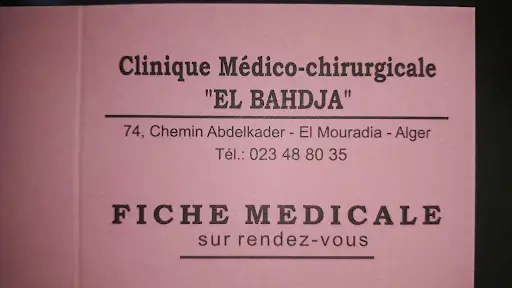 Clinique Médico-chirurgicale
"EL BAHDJA"
74, Chemin Abdelkader - El Mouradia - Alger
Tél.: 023 48 80 35
FICHE MEDICALE
sur rendez-vous